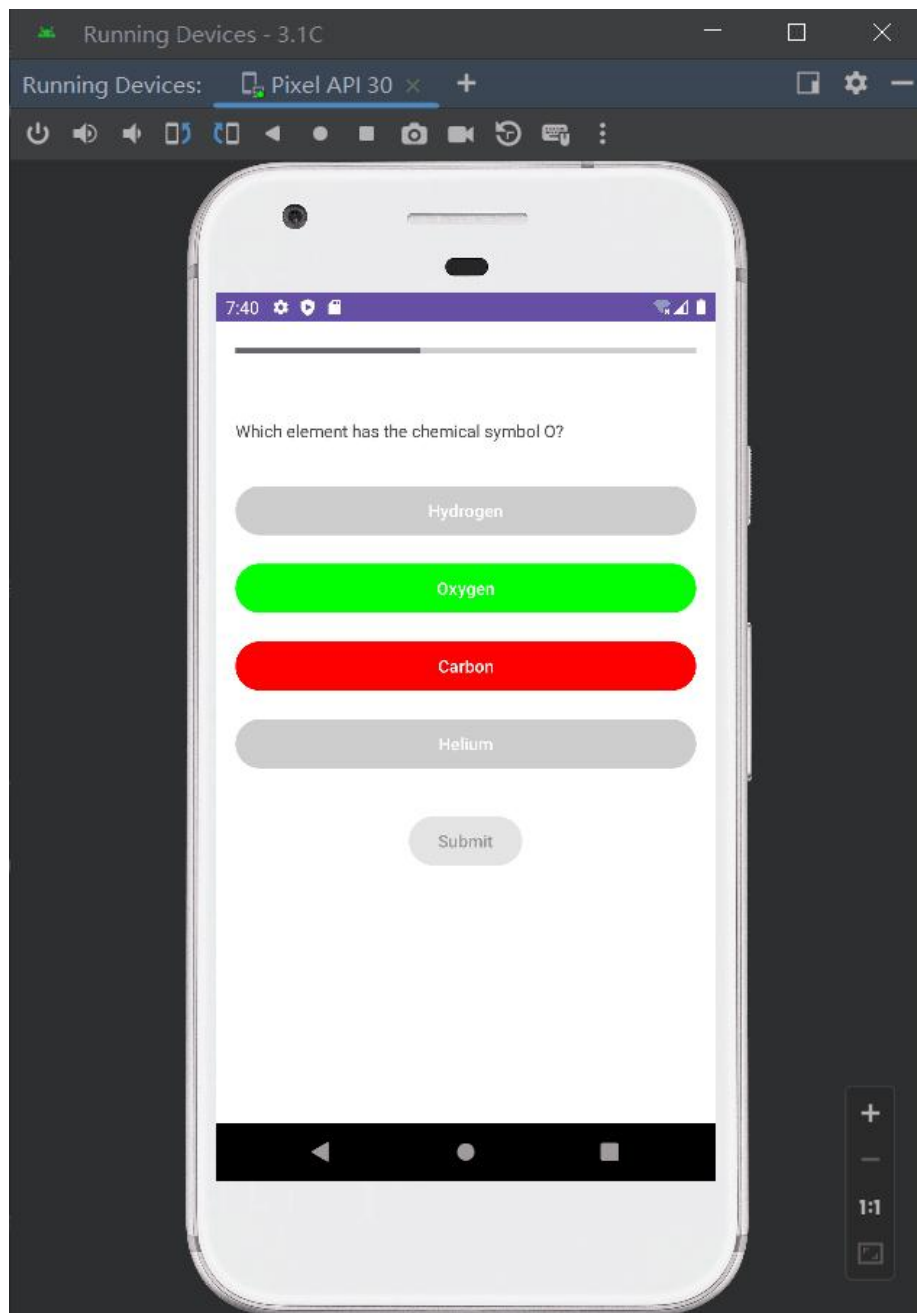 Running Devices - 3.1C
Running Devices: Pixel API 30
7:40
Which element has the chemical symbol O?
Hydrogen
Oxygen
Carbon
Helium
Submit
1:1